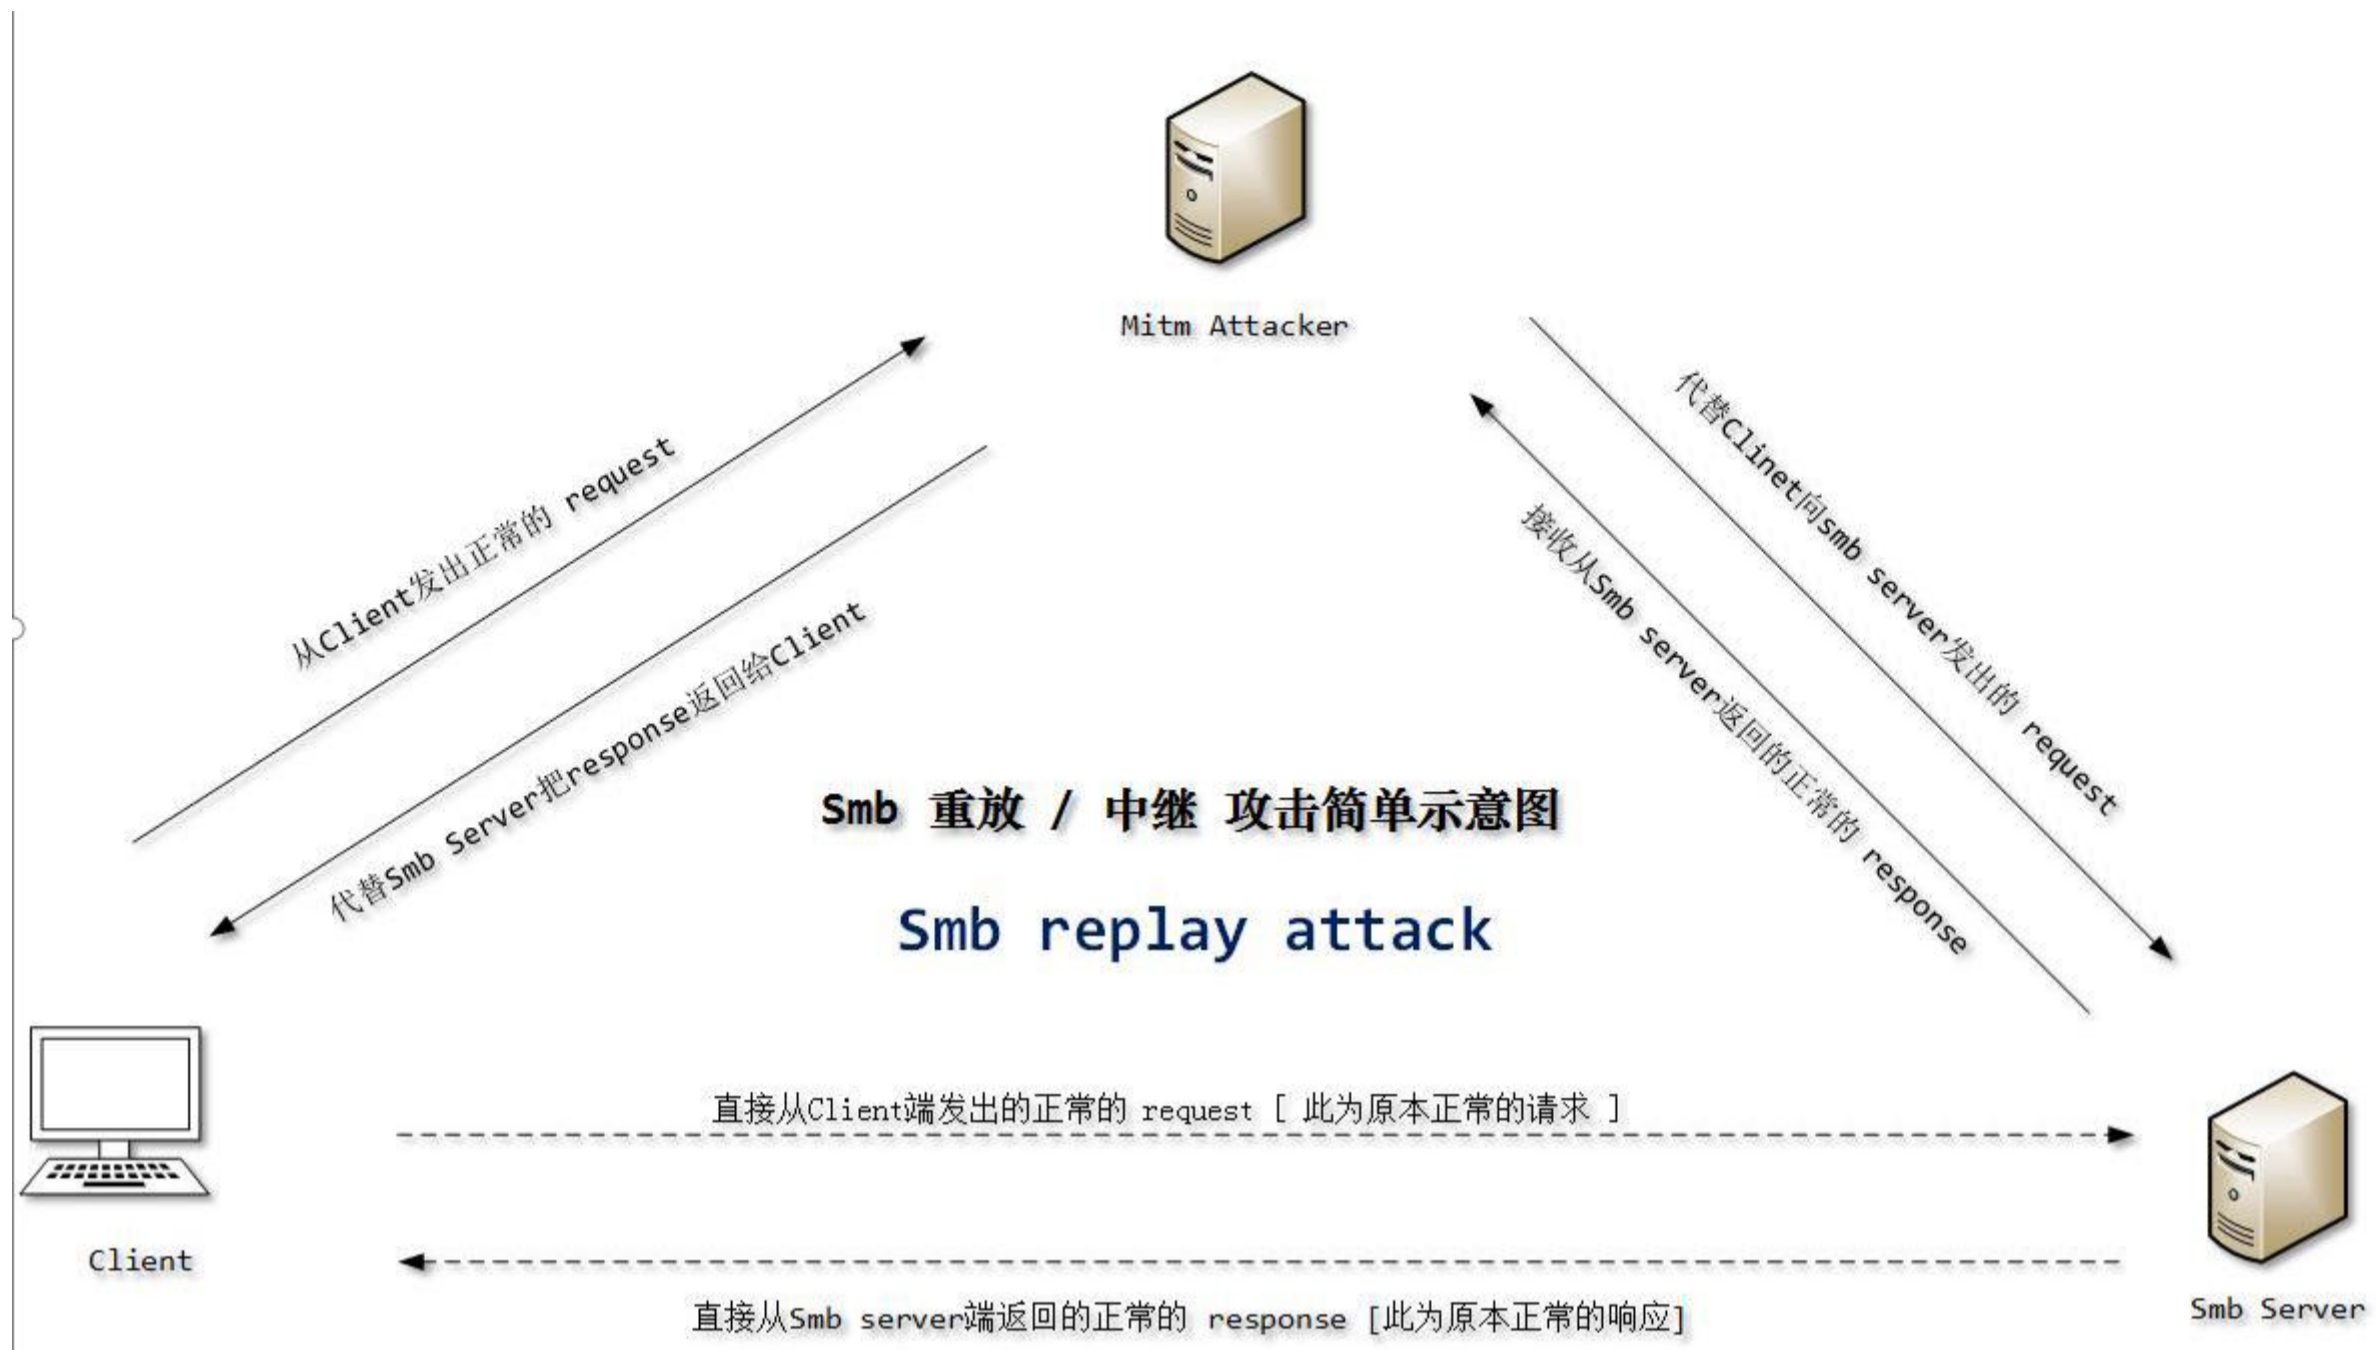 Mitm Attacker
从Client发出正常的 request
代替Smb Server把response返回给Client
代替Clinet向smb server发出的 request
接收从Smb server返回的正常的 response
Smb 重放 / 中继 攻击简单示意图
Smb replay attack
直接从Client端发出的正常的 request [ 此为原本正常的请求 ]
Client
直接从Smb server端返回的正常的 response [此为原本正常的响应]
Smb Server